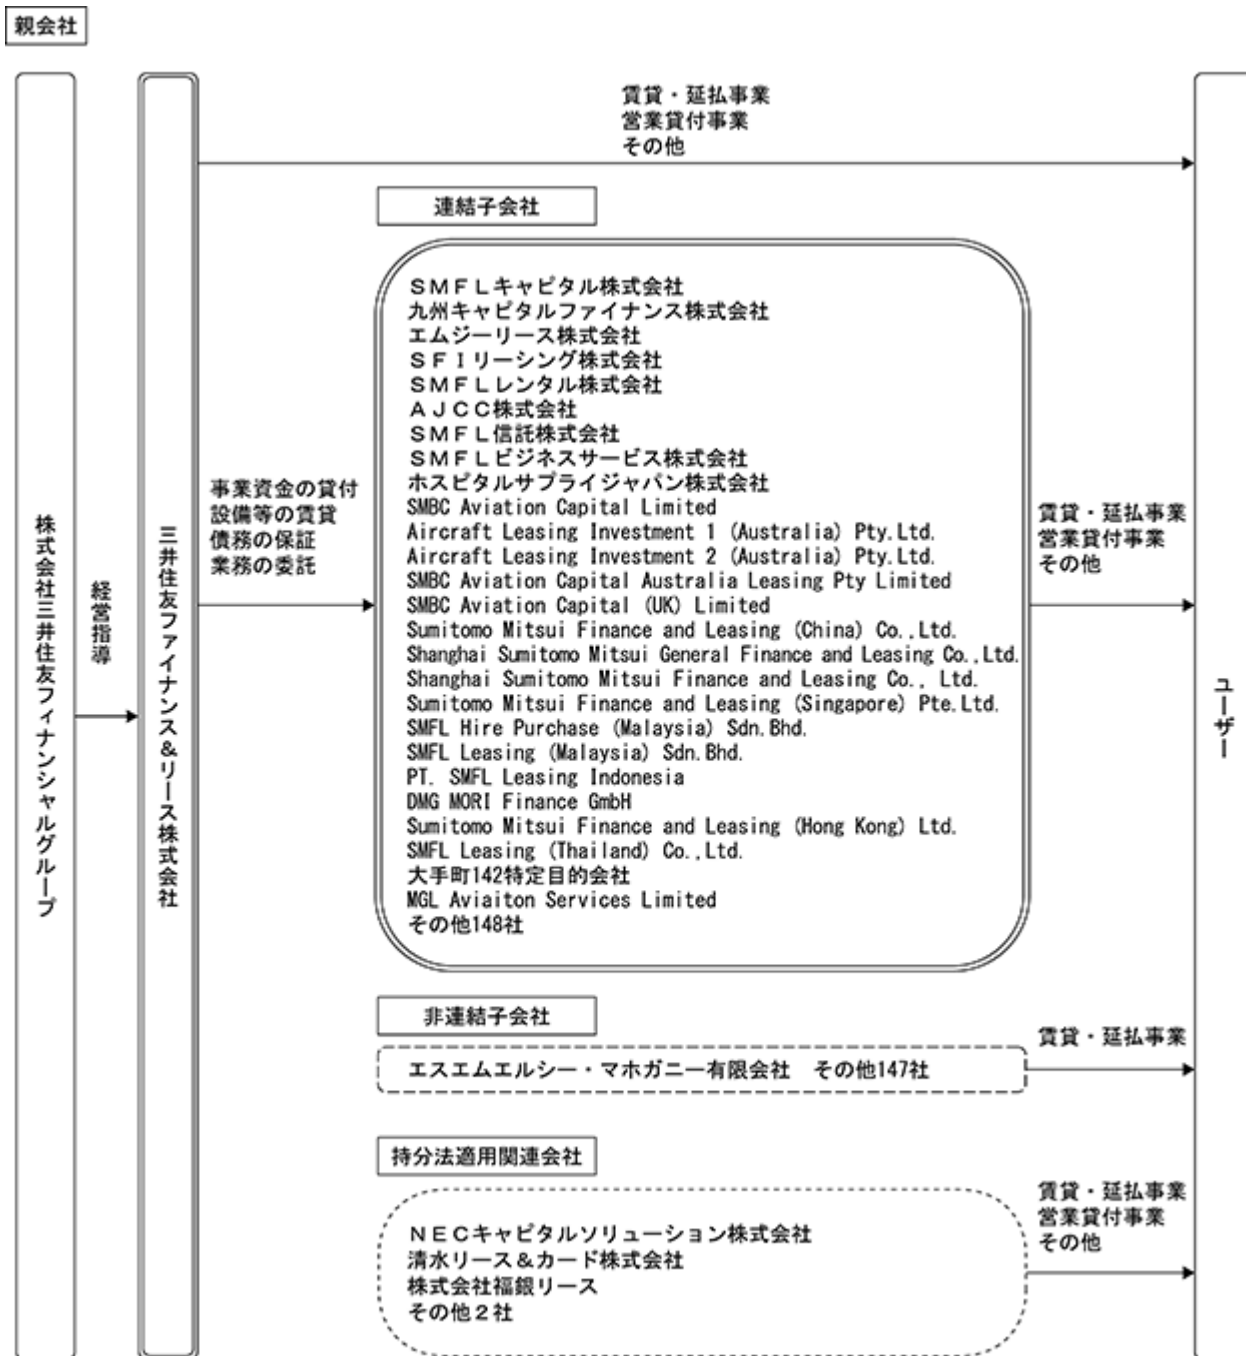 親会社
株式会社三井住友フィナンシャルグループ
経営指導
三井住友ファイナンス&リース株式会社
賃貸・延払事業
営業貸付事業
その他
事業資金の貸付
設備等の賃貸
債務の保証
業務の委託
連結子会社
SMFLキャピタル株式会社
九州キャピタルファイナンス株式会社
エムジーリース株式会社
SFIリーシング株式会社
SMFLレンタル株式会社
AJCC株式会社
SMFL信託株式会社
SMFLビジネスサービス株式会社
ホスピタルサプライジャパン株式会社
SMBC Aviation Capital Limited
Aircraft Leasing Investment 1 (Australia) Pty.Ltd.
Aircraft Leasing Investment 2 (Australia) Pty.Ltd.
SMBC Aviation Capital Australia Leasing Pty Limited
SMBC Aviation Capital (UK) Limited
Sumitomo Mitsui Finance and Leasing (China) Co.,Ltd.
Shanghai Sumitomo Mitsui General Finance and Leasing Co.,Ltd.
Shanghai Sumitomo Mitsui Finance and Leasing Co., Ltd.
Sumitomo Mitsui Finance and Leasing (Singapore) Pte.Ltd.
SMFL Hire Purchase (Malaysia) Sdn.Bhd.
SMFL Leasing (Malaysia) Sdn.Bhd.
PT. SMFL Leasing Indonesia
DMG MORI Finance GmbH
Sumitomo Mitsui Finance and Leasing (Hong Kong) Ltd.
SMFL Leasing (Thailand) Co.,Ltd.
大手町142特定目的会社
MGL Aviaiton Services Limited
その他148社
賃貸・延払事業
営業貸付事業
その他
非連結子会社
エスエムエルシー・マホガニー有限会社 その他147社
賃貸・延払事業
持分法適用関連会社
NECキャピタルソリューション株式会社
清水リース&カード株式会社
株式会社福銀リース
その他2社
賃貸・延払事業
営業貸付事業
その他
ユーザー